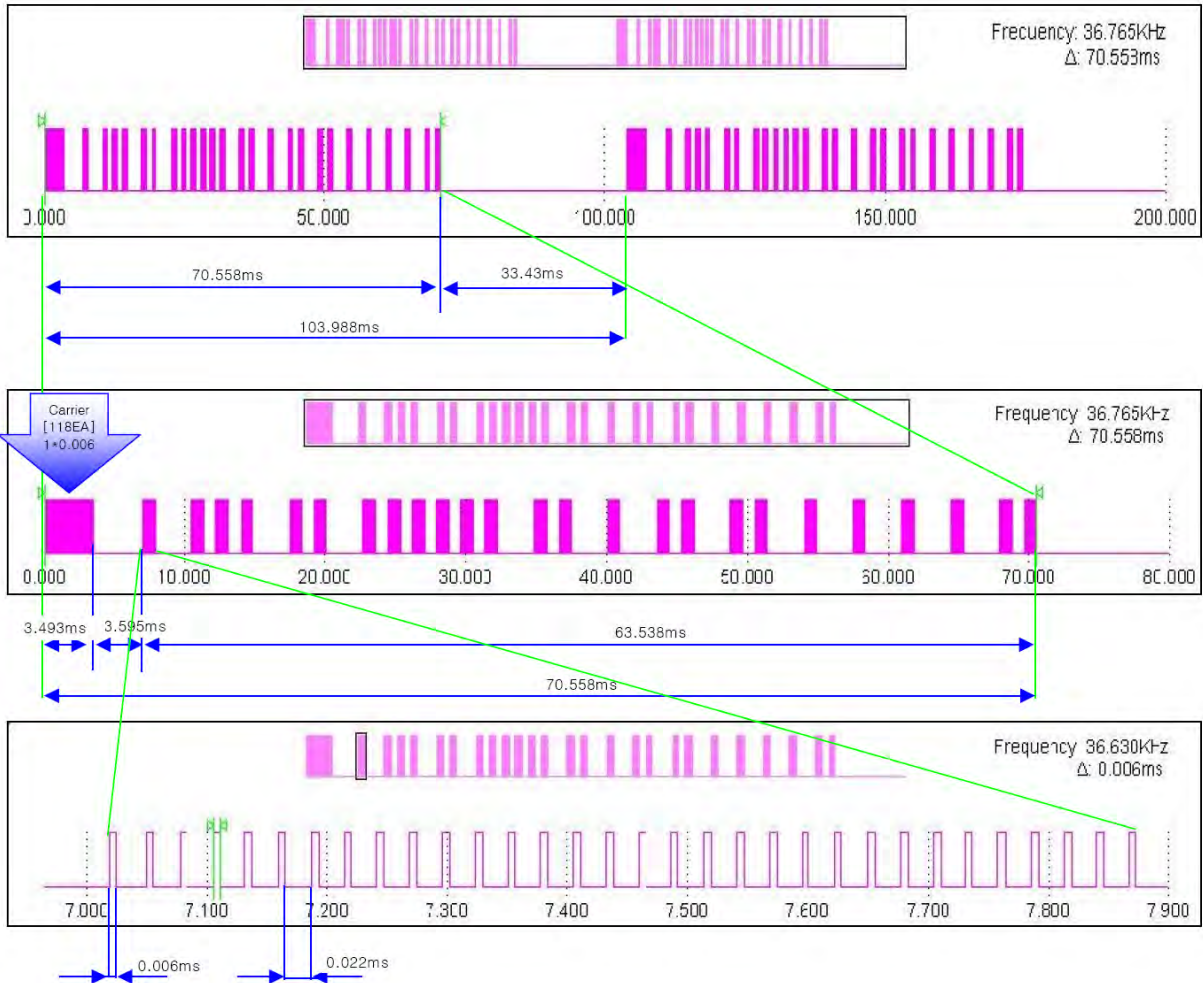 Frecuency: 36.765KHz
Δ: 70.553ms
0.000 50.000 100.000 150.000 200.000
70.558ms 33.43ms
103.988ms
Carrier
[118EA]
1*0.006
Frequency 36.765KHz
Δ: 70.558ms
0.000 10.000 20.000 30.000 40.000 50.000 60.000 70.000 80.000
3.493ms 3.595ms 63.538ms
70.558ms
Frequency 36.630KHz
Δ: 0.006ms
7.000 7.100 7.200 7.300 7.400 7.500 7.600 7.700 7.800 7.900
0.006ms 0.022ms